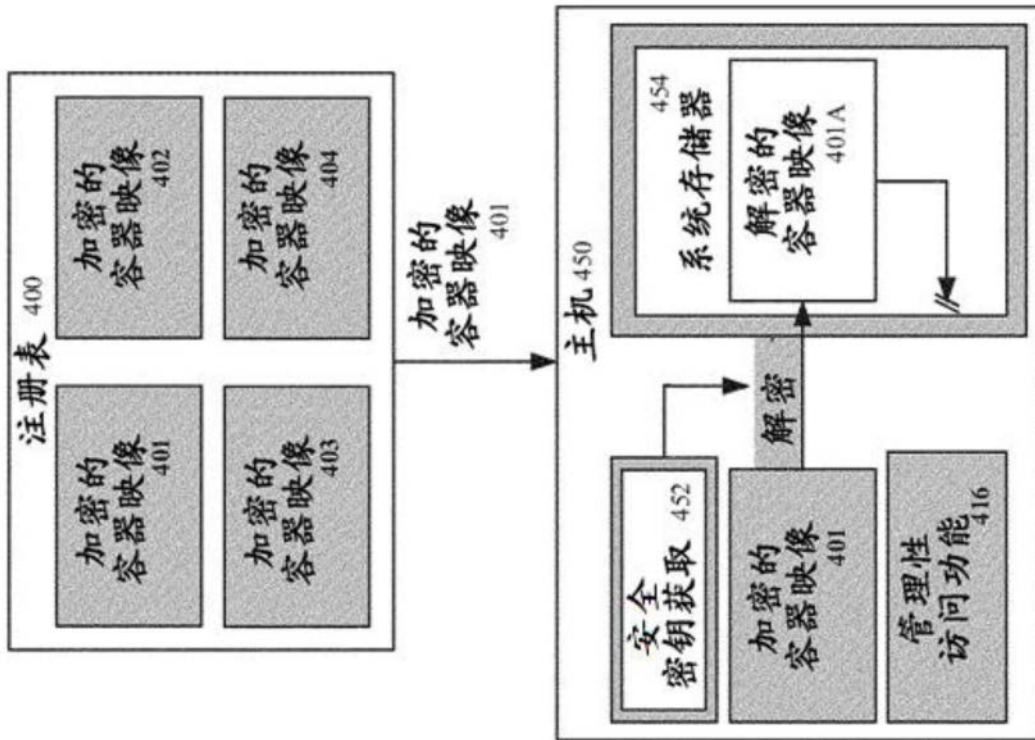 注册表 400
加密的
容器映像
401
加密的
容器映像
402
加密的
容器映像
403
加密的
容器映像
404
加密的
容器映像
401
主机 450
安全
密钥获取 452
加密的
容器映像
401
管理性
访问功能
416
解密
系统存储器 454
解密的
容器映像
401A